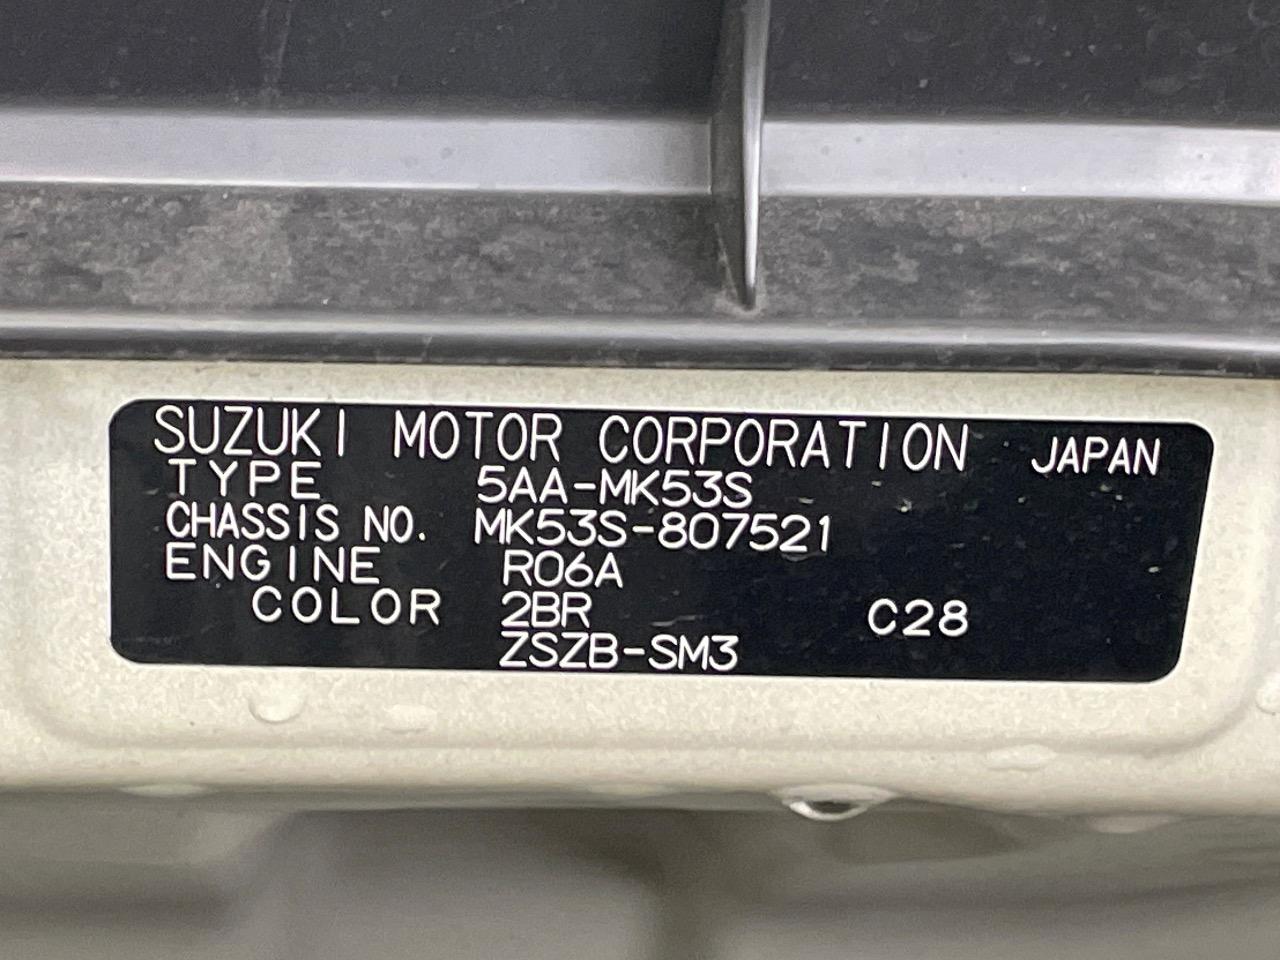 SUZUKI MOTOR CORPORATION JAPAN
TYPE 5AA-MK53S
CHASSIS NO. MK53S-807521
ENGINE R06A
COLOR 2BR C28
ZSZB-SM3